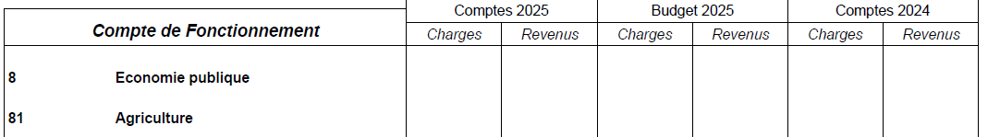 Comptes 2025 Budget 2025 Comptes 2024
Compte de Fonctionnement Charges Revenus Charges Revenus Charges Revenus
8 Economie publique
81 Agriculture